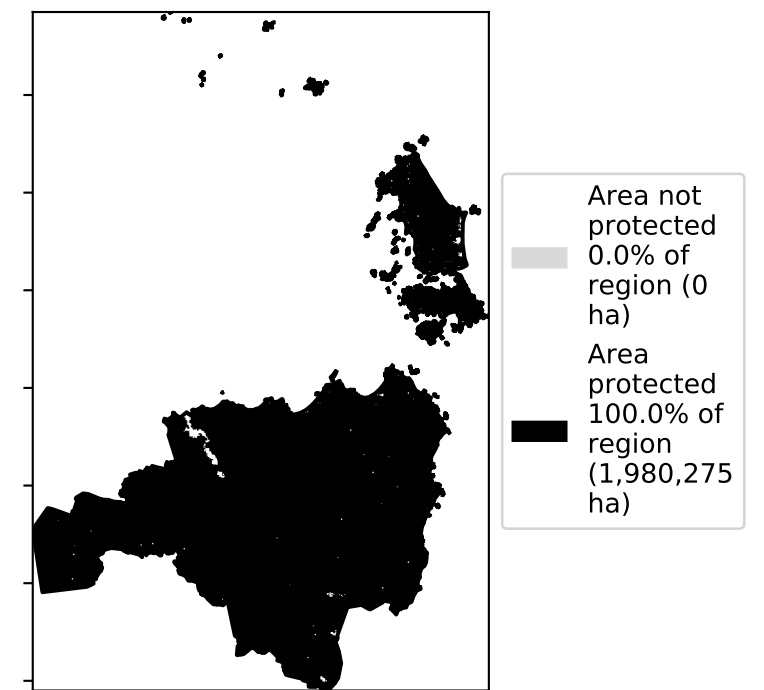 Area not
protected
0.0% of
region (0
ha)
Area
protected
100.0% of
region
(1,980,275
ha)